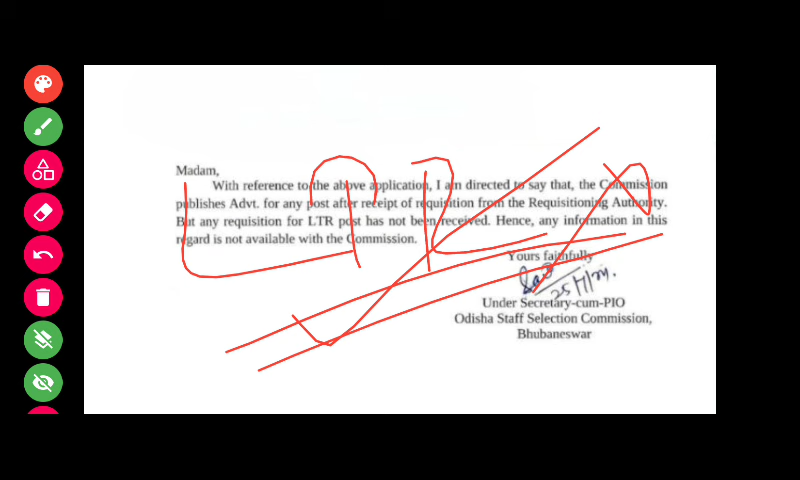 Madam,
With reference to the above application, I am directed to say that, the Commission
publishes Advt. for any post after receipt of requisition from the Requisitioning Authority.
But any requisition for LTR post has not been received. Hence, any information in this
regard is not available with the Commission.
Yours faithfully
Under Secretary-cum-PIO
Odisha Staff Selection Commission,
Bhubaneswar